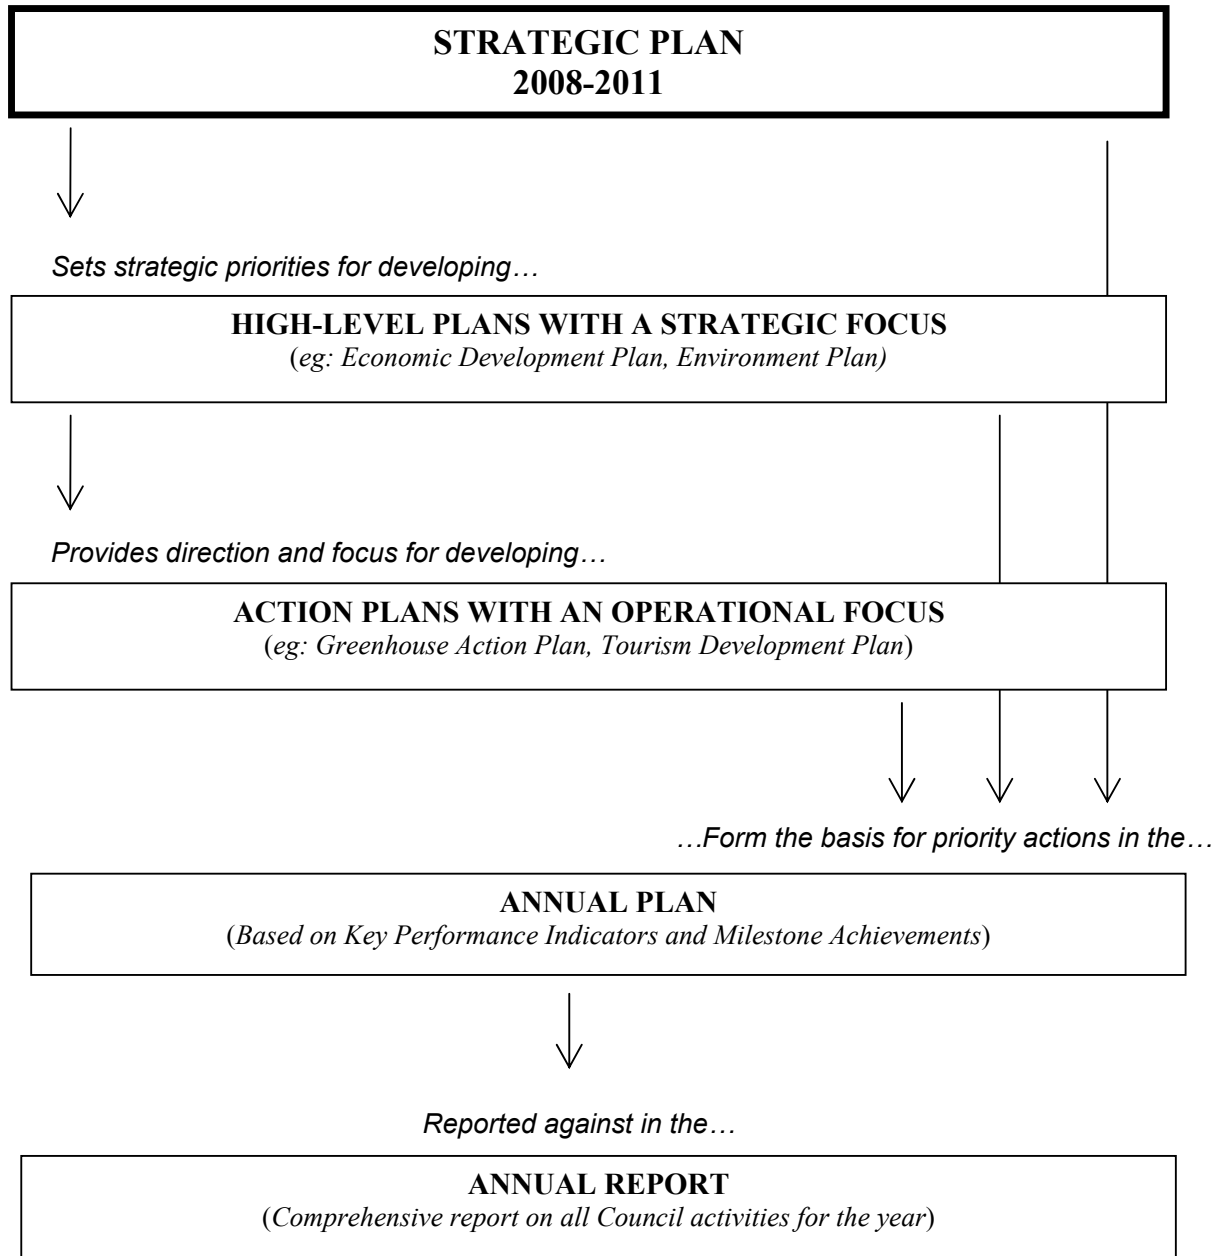 STRATEGIC PLAN
2008-2011
Sets strategic priorities for developing…
HIGH-LEVEL PLANS WITH A STRATEGIC FOCUS
(eg: Economic Development Plan, Environment Plan)
Provides direction and focus for developing…
ACTION PLANS WITH AN OPERATIONAL FOCUS
(eg: Greenhouse Action Plan, Tourism Development Plan)
…Form the basis for priority actions in the…
ANNUAL PLAN
(Based on Key Performance Indicators and Milestone Achievements)
Reported against in the…
ANNUAL REPORT
(Comprehensive report on all Council activities for the year)